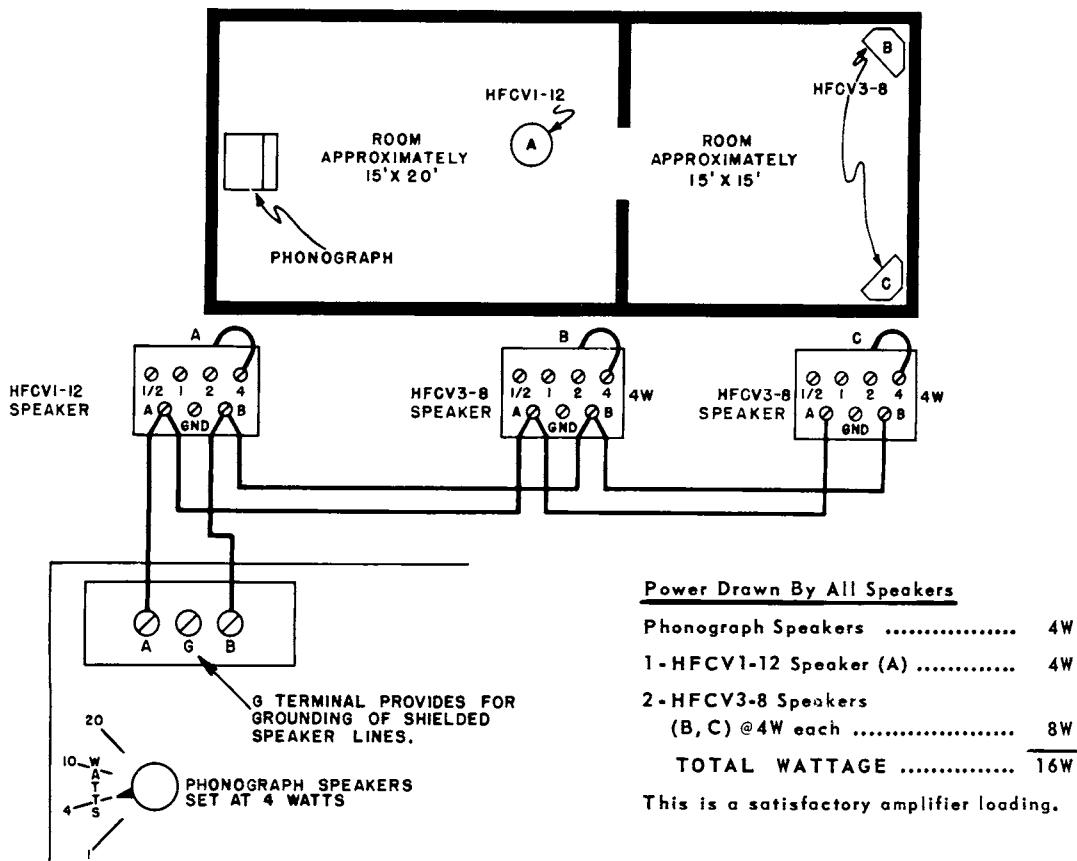 HFCV1-12
A
B
HFCV3-8
C
ROOM
APPROXIMATELY
15' X 20'
ROOM
APPROXIMATELY
15' X 15'
PHONOGRAPH
A
HFCV1-12
SPEAKER
1/2 1 2 4
A GND B
B
HFCV3-8
SPEAKER
1/2 1 2 4
A GND B
4W
C
HFCV3-8
SPEAKER
1/2 1 2 4
A GND B
4W
A G B
G TERMINAL PROVIDES FOR
GROUNDING OF SHIELDED
SPEAKER LINES.
20
10
4
1
WATTS
PHONOGRAPH SPEAKERS
SET AT 4 WATTS
Power Drawn By All Speakers
Phonograph Speakers ................. 4W
1-HFCV1-12 Speaker (A) .............. 4W
2-HFCV3-8 Speakers
(B, C) @4W each ................... 8W
TOTAL WATTAGE .............. 16W
This is a satisfactory amplifier loading.